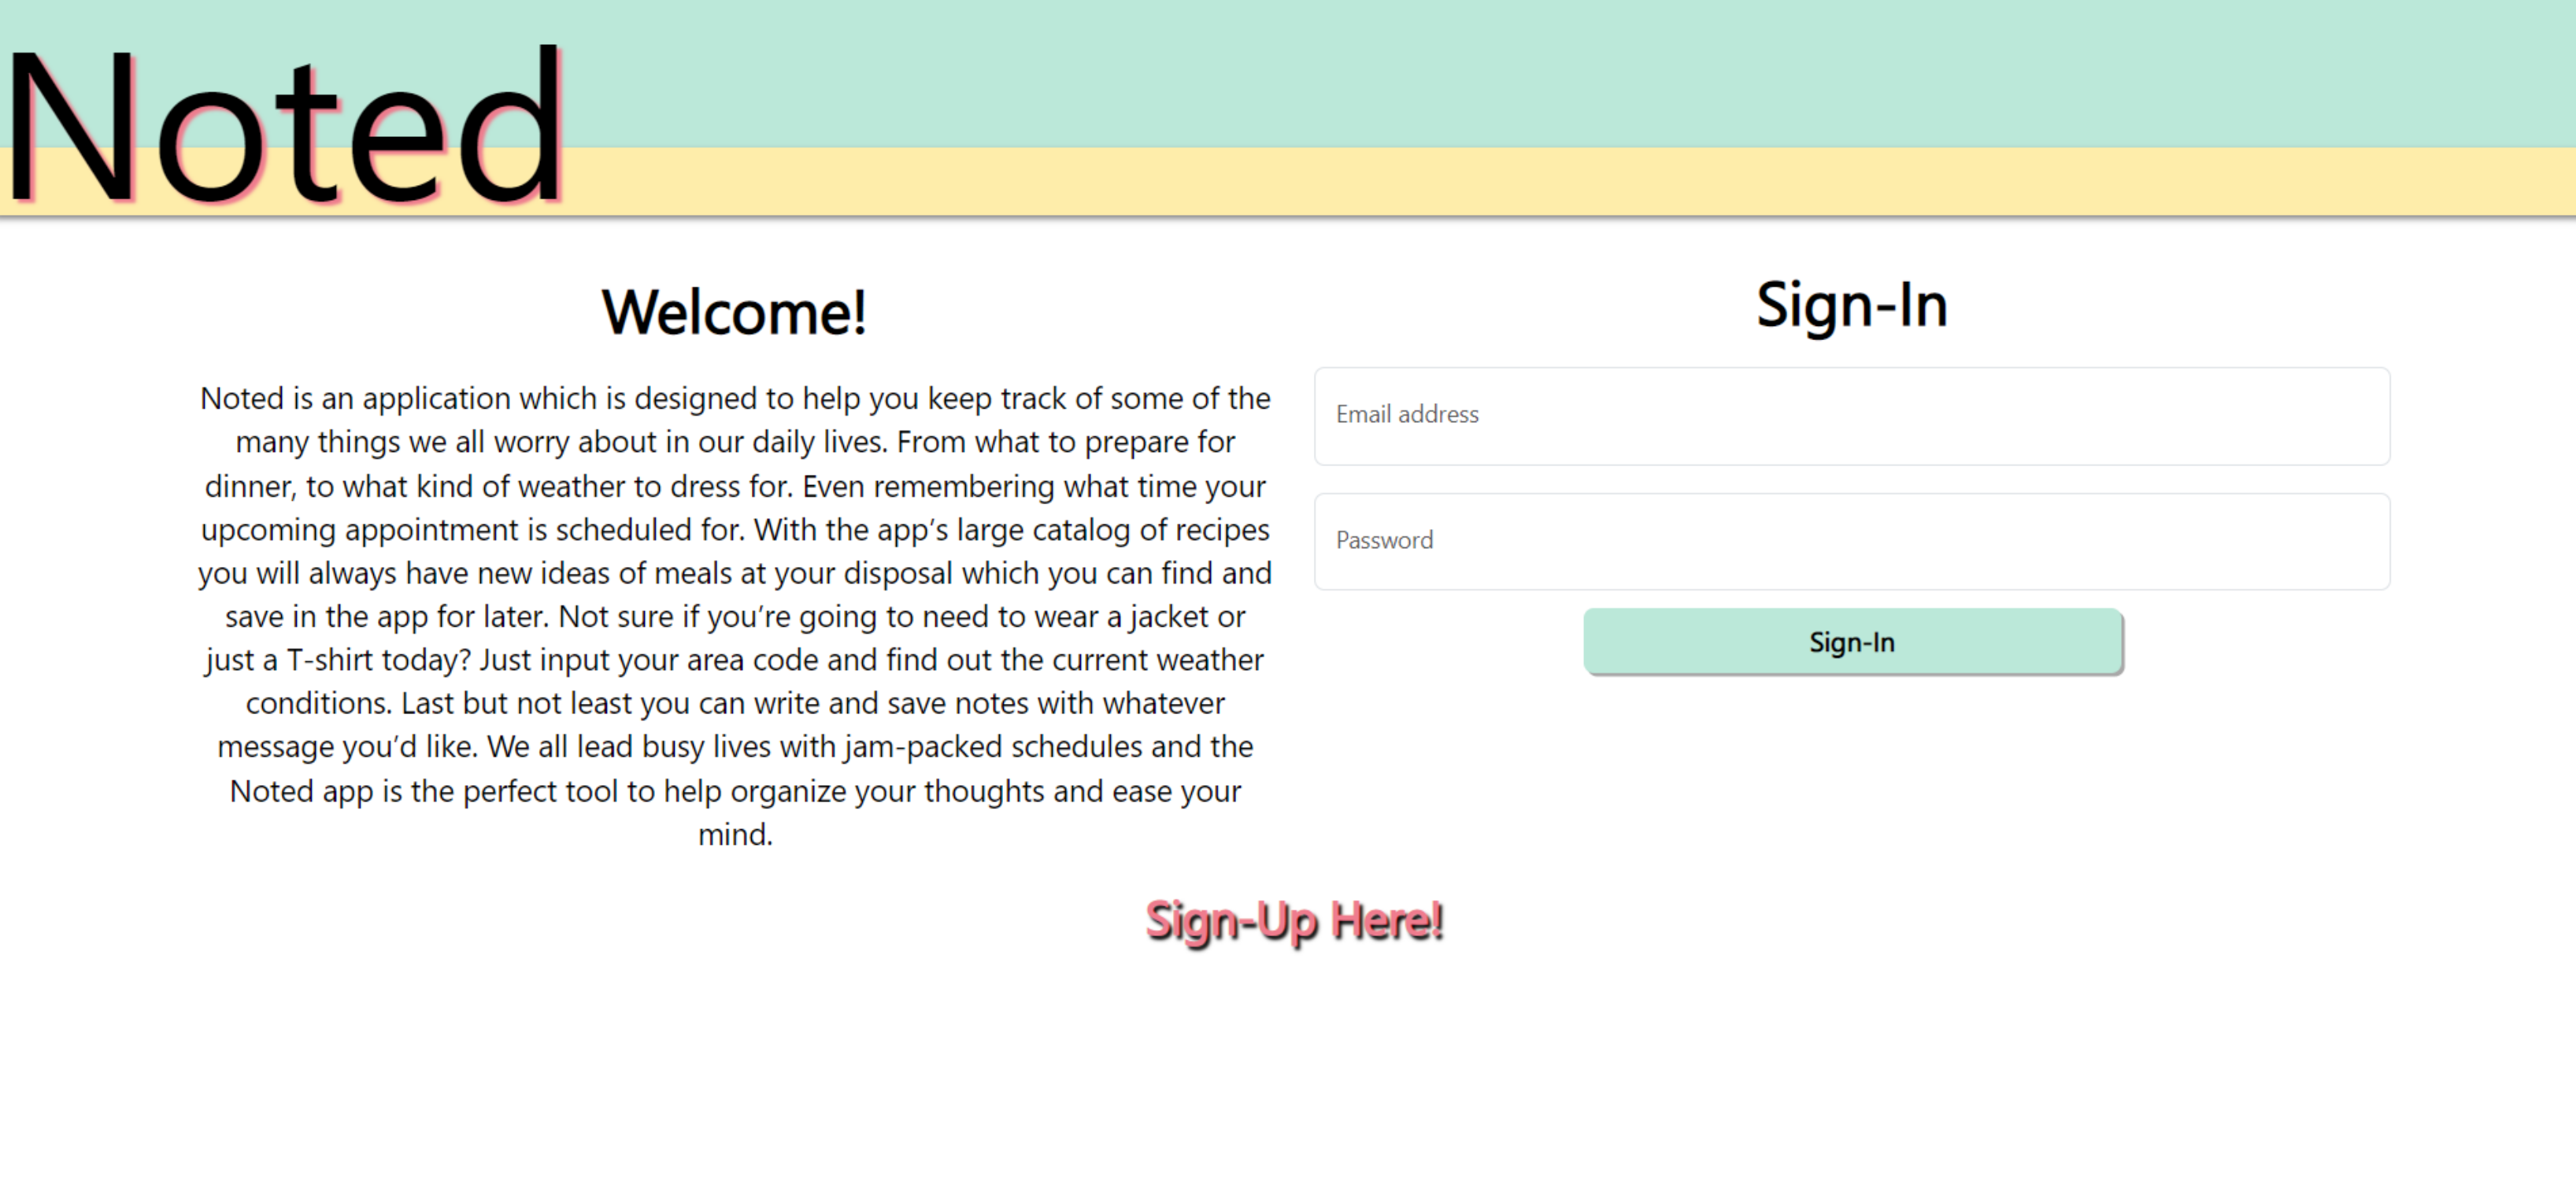 Noted
Welcome!
Noted is an application which is designed to help you keep track of some of the
many things we all worry about in our daily lives. From what to prepare for
dinner, to what kind of weather to dress for. Even remembering what time your
upcoming appointment is scheduled for. With the app’s large catalog of recipes
you will always have new ideas of meals at your disposal which you can find and
save in the app for later. Not sure if you’re going to need to wear a jacket or
just a T-shirt today? Just input your area code and find out the current weather
conditions. Last but not least you can write and save notes with whatever
message you’d like. We all lead busy lives with jam-packed schedules and the
Noted app is the perfect tool to help organize your thoughts and ease your
mind.
Sign-In
Email address
Password
Sign-In
Sign-Up Here!